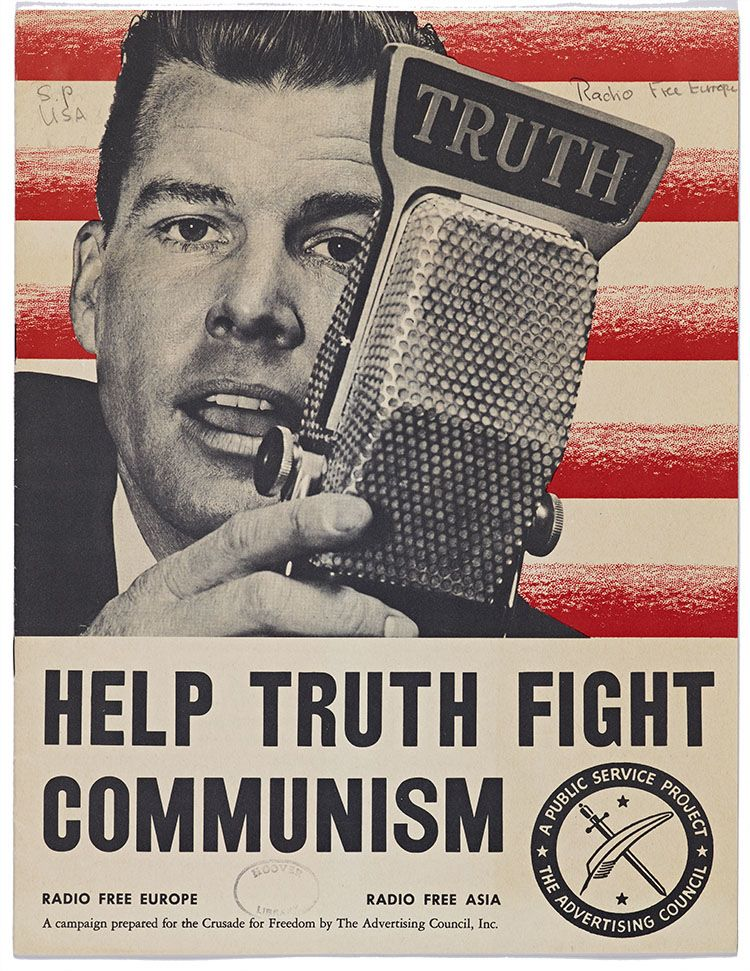 S.P
USA
Radio Free Europe
TRUTH
HELP TRUTH FIGHT
COMMUNISM
A PUBLIC SERVICE PROJECT
THE ADVERTISING COUNCIL
HOOVER
LIBRARY
RADIO FREE EUROPE
RADIO FREE ASIA
A campaign prepared for the Crusade for Freedom by The Advertising Council, Inc.